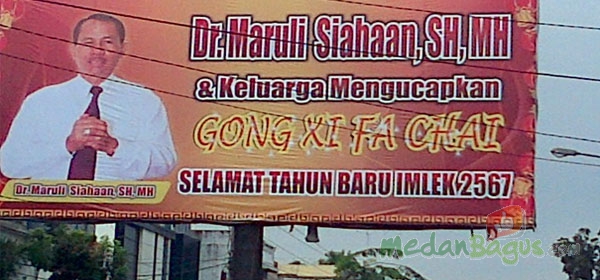 Dr. Maruli Siahaan, SH, MH
& Keluarga Mengucapkan
GONG XI FA CHAI
SELAMAT TAHUN BARU IMLEK 2567
Dr. Maruli Siahaan, SH, MH
MedanBagus